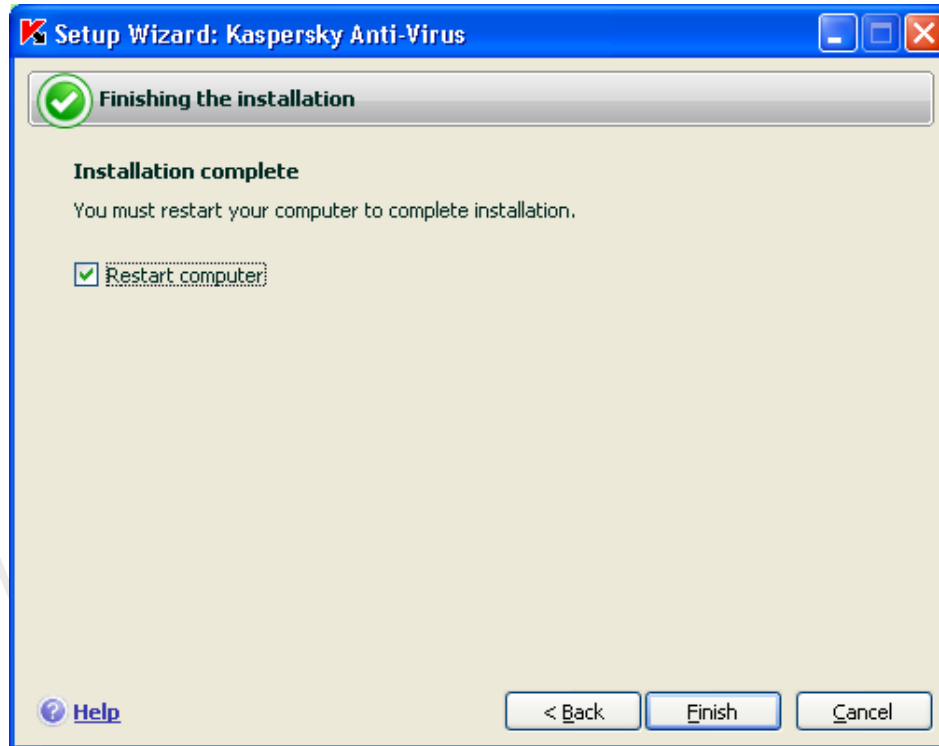 Setup Wizard: Kaspersky Anti-Virus
Finishing the installation
Installation complete
You must restart your computer to complete installation.
Restart computer
Help
< Back
Finish
Cancel